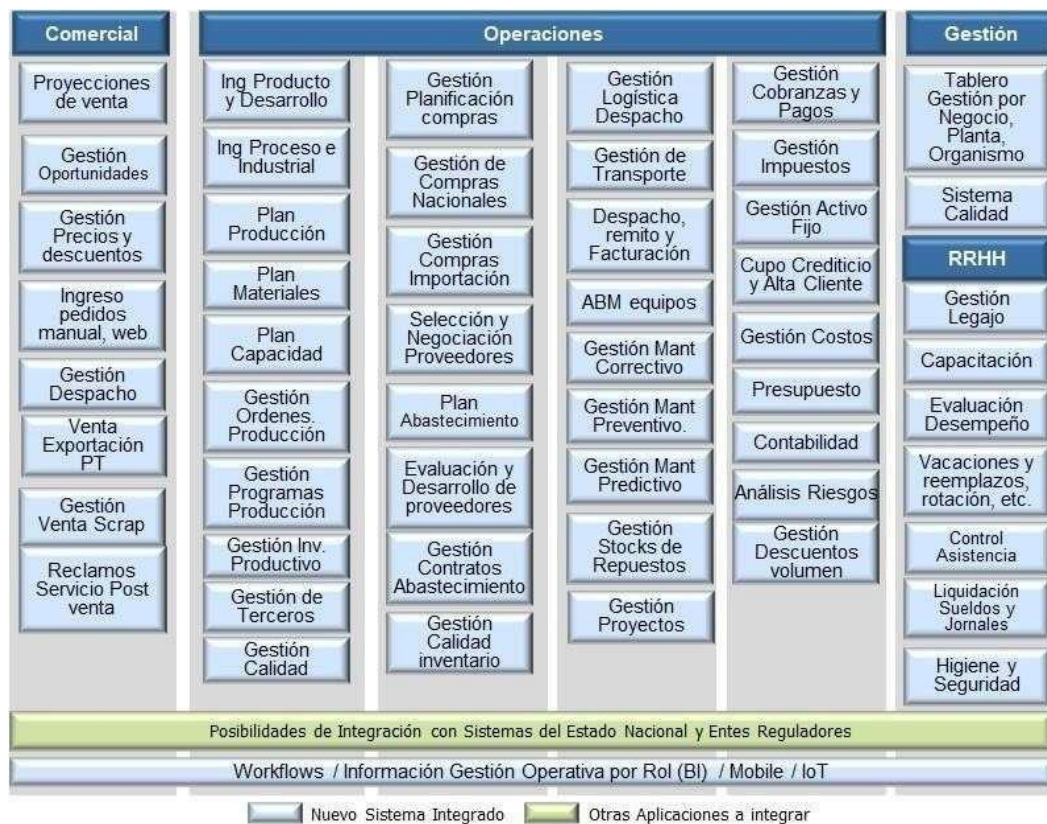 Comercial
Proyecciones
de venta
Gestión
Oportunidades
Gestión
Precios y
descuentos
Ingreso
pedidos
manual, web
Gestión
Despacho
Venta
Exportación
PT
Gestión
Venta Scrap
Reclamos
Servicio Post
venta
Operaciones
Ing Producto
y Desarrollo
Ing Proceso e
Industrial
Plan
Producción
Plan
Materiales
Plan
Capacidad
Gestión
Ordenes.
Producción
Gestión
Programas
Producción
Gestión Inv.
Productivo
Gestión de
Terceros
Gestión
Calidad
Gestión
Planificación
compras
Gestión de
Compras
Nacionales
Gestión
Compras
Importación
Selección y
Negociación
Proveedores
Plan
Abastecimiento
Evaluación y
Desarrollo de
proveedores
Gestión
Contratos
Abastecimiento
Gestión
Calidad
inventario
Gestión
Logística
Despacho
Gestión de
Transporte
Despacho,
remito y
Facturación
ABM equipos
Gestión Mant
Correctivo
Gestión Mant
Preventivo.
Gestión Mant
Predictivo
Gestión
Stocks de
Repuestos
Gestión
Proyectos
Gestión
Cobranzas y
Pagos
Gestión
Impuestos
Gestión Activo
Fijo
Cupo Crediticio
y Alta Cliente
Gestión Costos
Presupuesto
Contabilidad
Análisis Riesgos
Gestión
Descuentos
volumen
Gestión
Tablero
Gestión por
Negocio,
Planta,
Organismo
Sistema
Calidad
RRHH
Gestión
Legajo
Capacitación
Evaluación
Desempeño
Vacaciones y
reemplazos,
rotación, etc.
Control
Asistencia
Liquidación
Sueldos y
Jornales
Higiene y
Seguridad
Posibilidades de Integración con Sistemas del Estado Nacional y Entes Reguladores
Workflows / Información Gestión Operativa por Rol (BI) / Mobile / IoT
Nuevo Sistema Integrado
Otras Aplicaciones a integrar